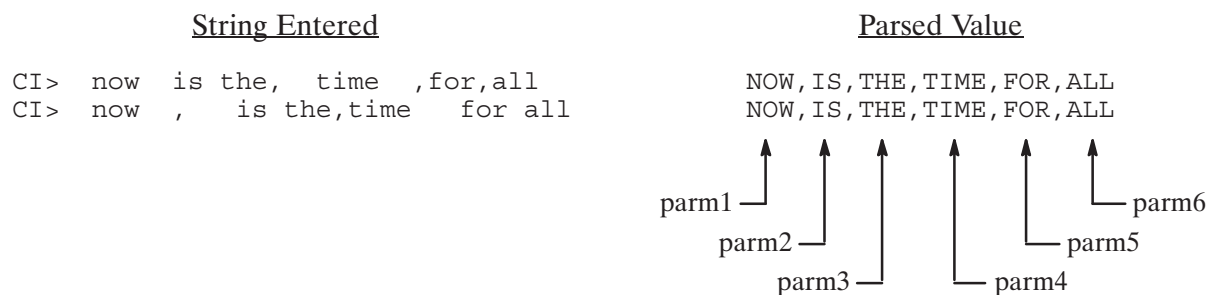 String Entered    Parsed Value
CI>  now  is the,  time  ,for,all    NOW,IS,THE,TIME,FOR,ALL
CI>  now  ,   is the,time   for all    NOW,IS,THE,TIME,FOR,ALL
parm1    parm6
parm2    parm5
parm3    parm4